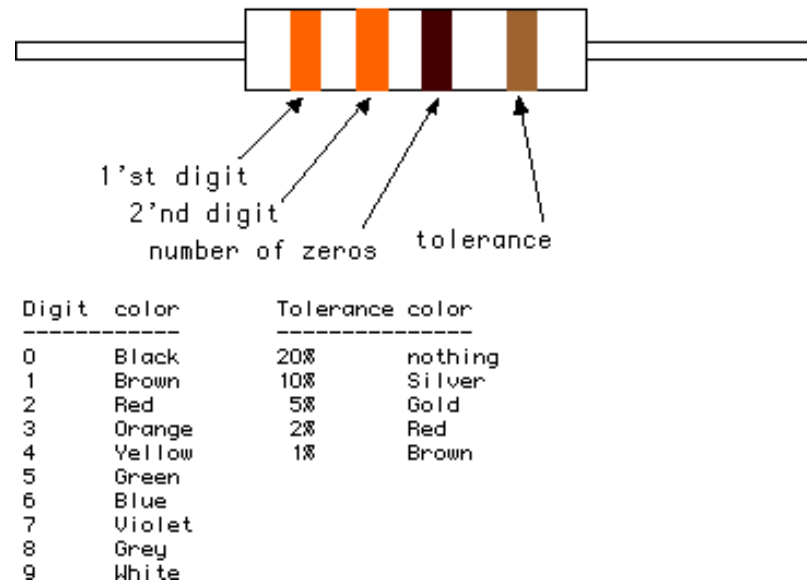 1'st digit
2'nd digit
number of zeros
tolerance
Digit color Tolerance color
------------- ----------------
0 Black 20% nothing
1 Brown 10% Silver
2 Red 5% Gold
3 Orange 2% Red
4 Yellow 1% Brown
5 Green
6 Blue
7 Violet
8 Grey
9 White